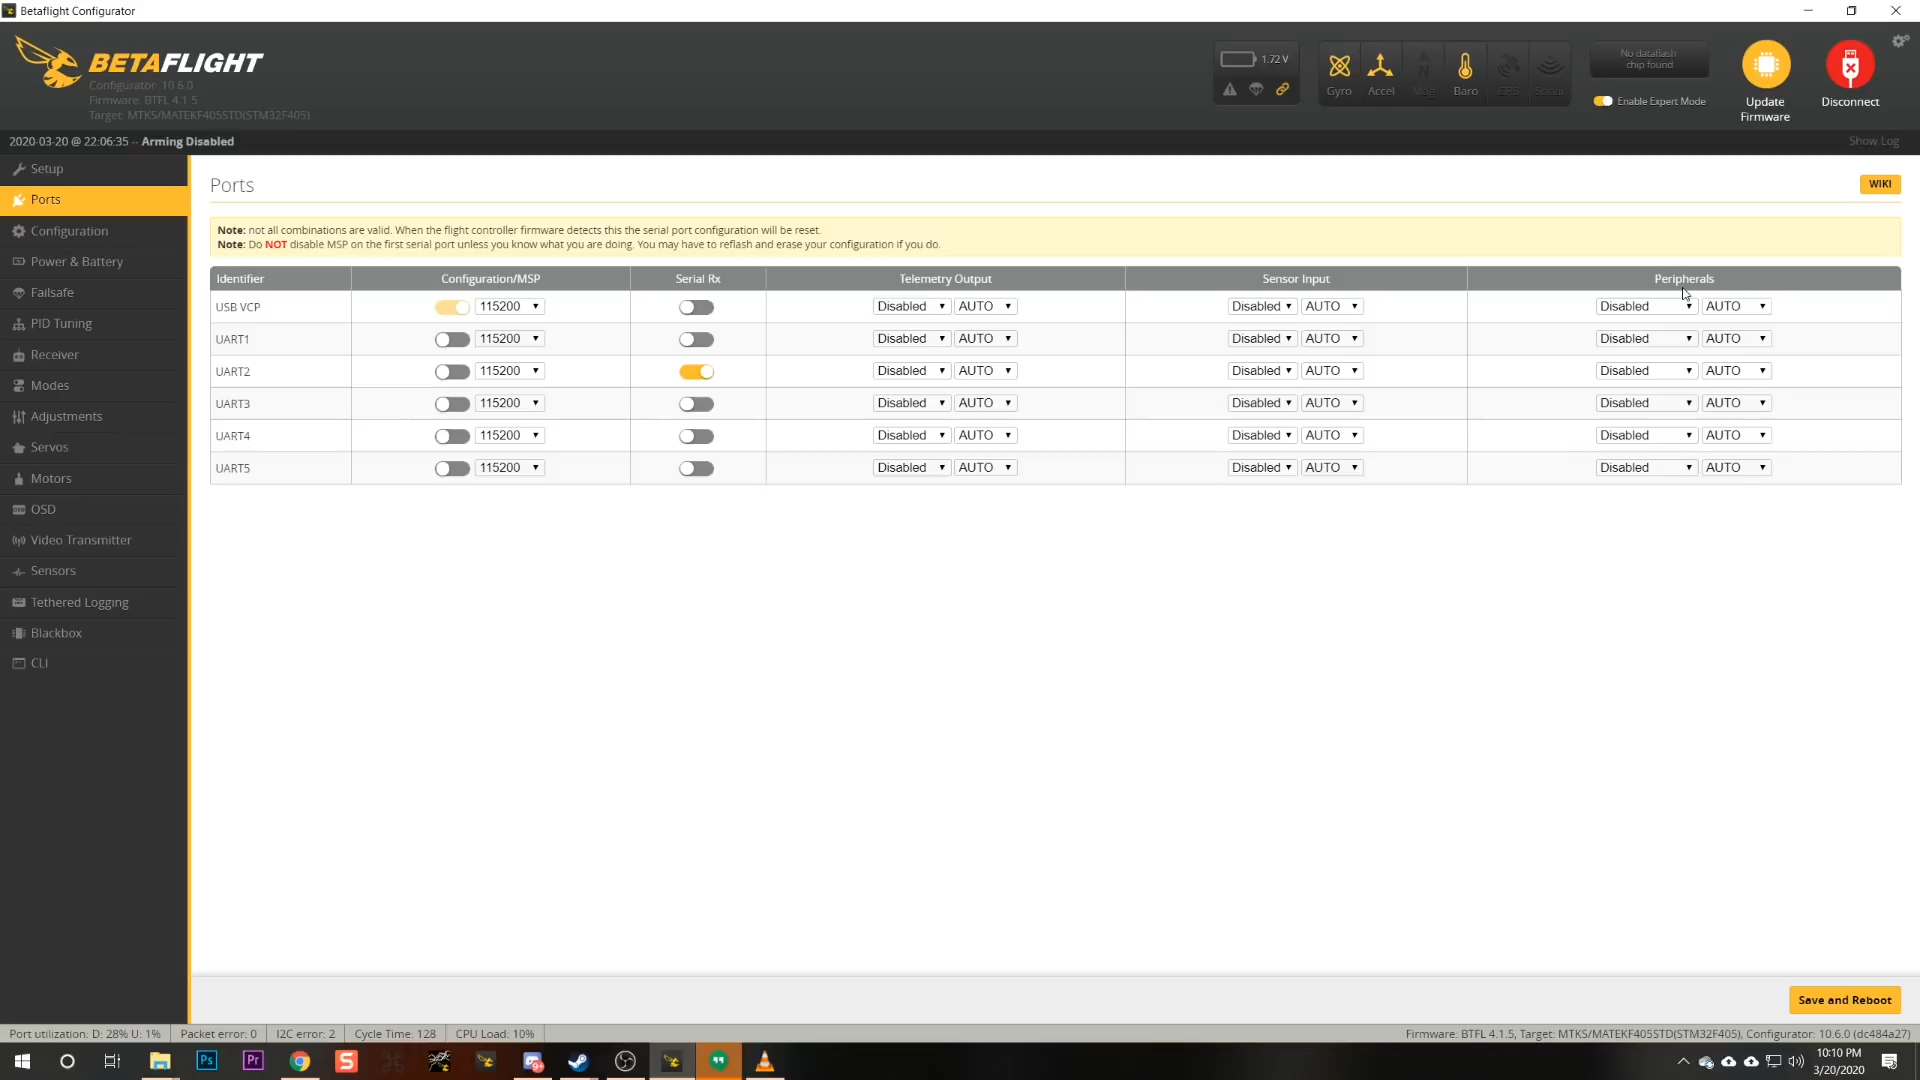 Betaflight Configurator
BETAFLIGHT
Configurator: 10.6.0
Firmware: BTFL 4.1.5
Target: MTKS/MATEKF405STD(STM32F405)
1.72 V
Gyro
Accel
Mag
Baro
GPS
Sonar
No dataflash
chip found
Enable Expert Mode
Update
Firmware
Disconnect
2020-03-20 @ 22:06:35 -- Arming Disabled
Show Log
Setup
Ports
Configuration
Power & Battery
Failsafe
PID Tuning
Receiver
Modes
Adjustments
Servos
Motors
OSD
Video Transmitter
Sensors
Tethered Logging
Blackbox
CLI
Ports
WIKI
Note: not all combinations are valid. When the flight controller firmware detects this the serial port configuration will be reset.
Note: Do NOT disable MSP on the first serial port unless you know what you are doing. You may have to reflash and erase your configuration if you do.
Identifier Configuration/MSP Serial Rx Telemetry Output Sensor Input Peripherals
USB VCP 115200 Disabled AUTO Disabled AUTO Disabled AUTO
UART1 115200 Disabled AUTO Disabled AUTO Disabled AUTO
UART2 115200 Disabled AUTO Disabled AUTO Disabled AUTO
UART3 115200 Disabled AUTO Disabled AUTO Disabled AUTO
UART4 115200 Disabled AUTO Disabled AUTO Disabled AUTO
UART5 115200 Disabled AUTO Disabled AUTO Disabled AUTO
Save and Reboot
Port utilization: D: 28% U: 1% Packet error: 0 I2C error: 2 Cycle Time: 128 CPU Load: 10% Firmware: BTFL 4.1.5, Target: MTKS/MATEKF405STD(STM32F405), Configurator: 10.6.0 (dc484a27)
Ps
Pr
S
10:10 PM
3/20/2020